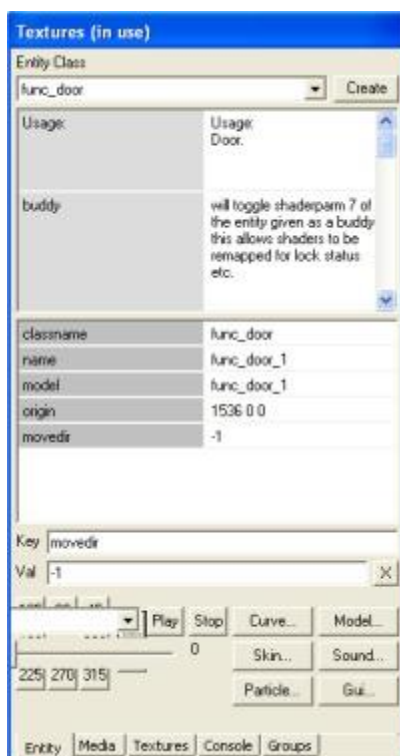 Textures (in use)
Entity Class
func_door Create
Usage: Usage:
Door.
buddy will toggle shaderparm 7 of
the entity given as a buddy
this allows shaders to be
remapped for lock status
etc.
classname func_door
name func_door_1
model func_door_1
origin 1536 0 0
movedir -1
Key movedir
Val -1 X
Play Stop Curve... Model...
0 Skin... Sound...
225 270 315
Particle... Gui...
Entity Media Textures Console Groups